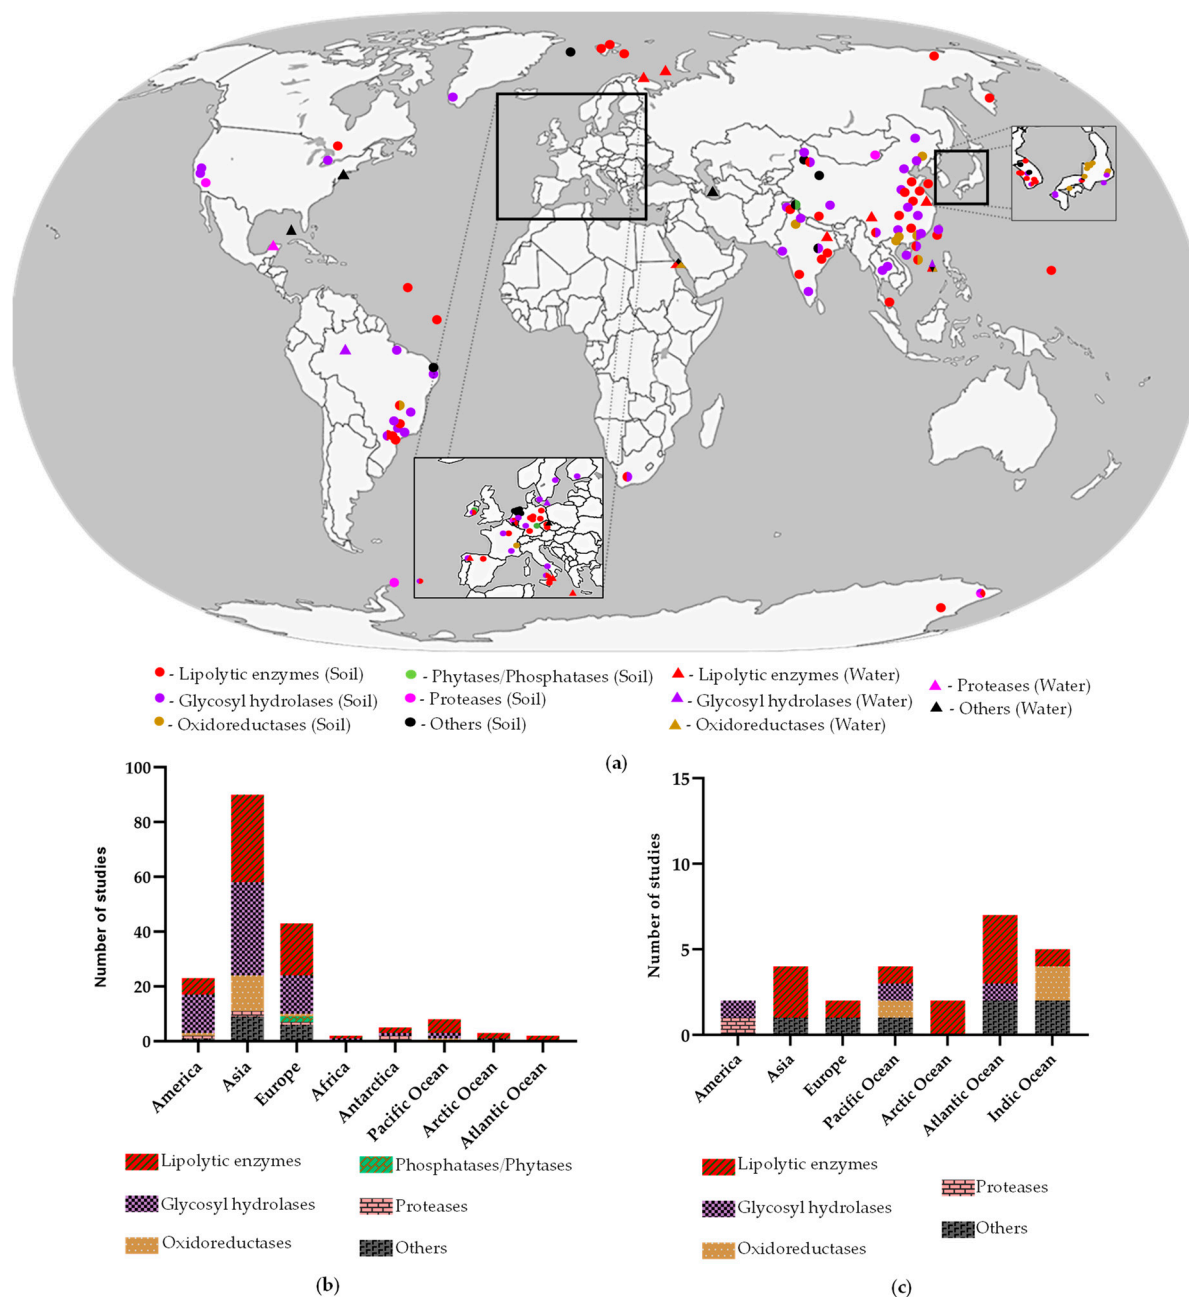 - Lipolytic enzymes (Soil)
- Glycosyl hydrolases (Soil)
- Oxidoreductases (Soil)
- Phytases/Phosphatases (Soil)
- Proteases (Soil)
- Others (Soil)
- Lipolytic enzymes (Water)
- Glycosyl hydrolases (Water)
- Oxidoreductases (Water)
- Proteases (Water)
- Others (Water)
(a)
Number of studies
100
80
60
40
20
0
America
Asia
Europe
Africa
Antarctica
Pacific Ocean
Arctic Ocean
Atlantic Ocean
Lipolytic enzymes
Glycosyl hydrolases
Oxidoreductases
Phosphatases/Phytases
Proteases
Others
(b)
Number of studies
15
10
5
0
America
Asia
Europe
Pacific Ocean
Arctic Ocean
Atlantic Ocean
Indic Ocean
Lipolytic enzymes
Glycosyl hydrolases
Oxidoreductases
Proteases
Others
(c)